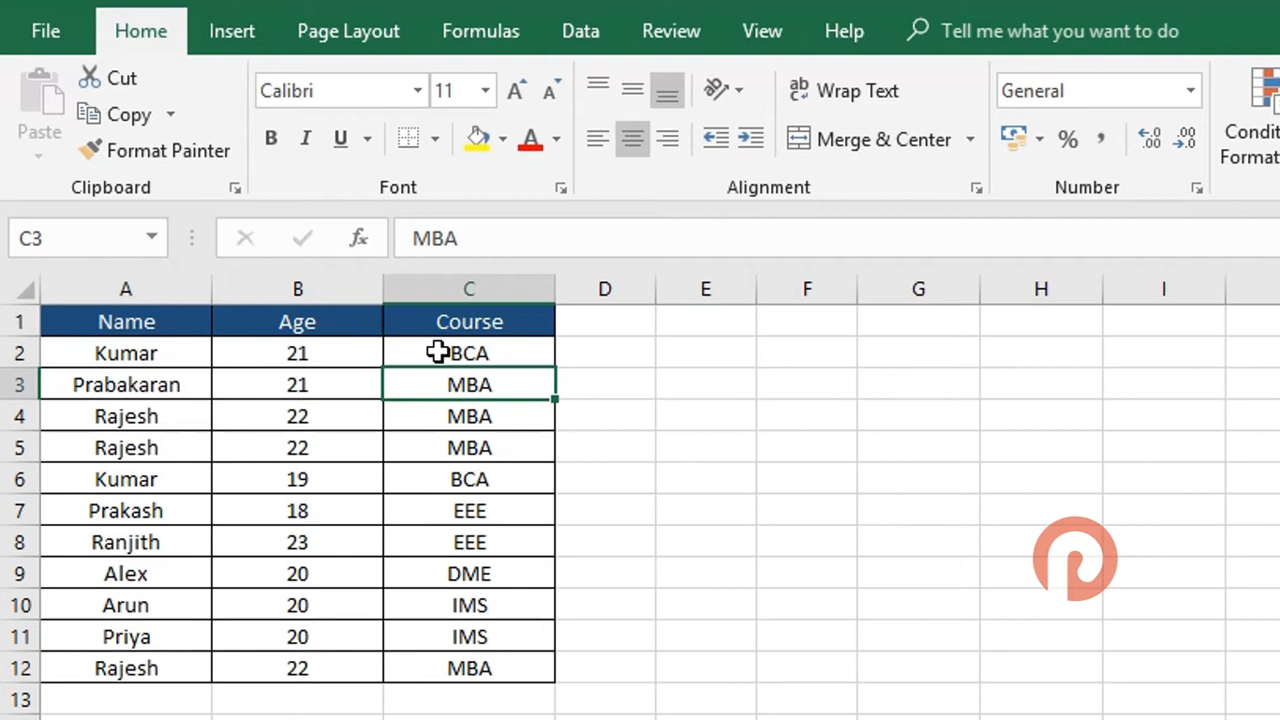 File Home Insert Page Layout Formulas Data Review View Help Tell me what you want to do
Cut
Copy
Format Painter
Paste
Clipboard
Calibri 11
B I U
Font
Wrap Text
Merge & Center
Alignment
General
% , .00
Number
Condit
Formatt
C3 fx MBA
A B C D E F G H I
1 Name Age Course
2 Kumar 21 BCA
3 Prabakaran 21 MBA
4 Rajesh 22 MBA
5 Rajesh 22 MBA
6 Kumar 19 BCA
7 Prakash 18 EEE
8 Ranjith 23 EEE
9 Alex 20 DME
10 Arun 20 IMS
11 Priya 20 IMS
12 Rajesh 22 MBA
13